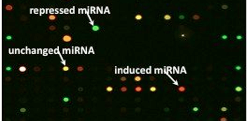 repressed miRNA
unchanged miRNA
induced miRNA